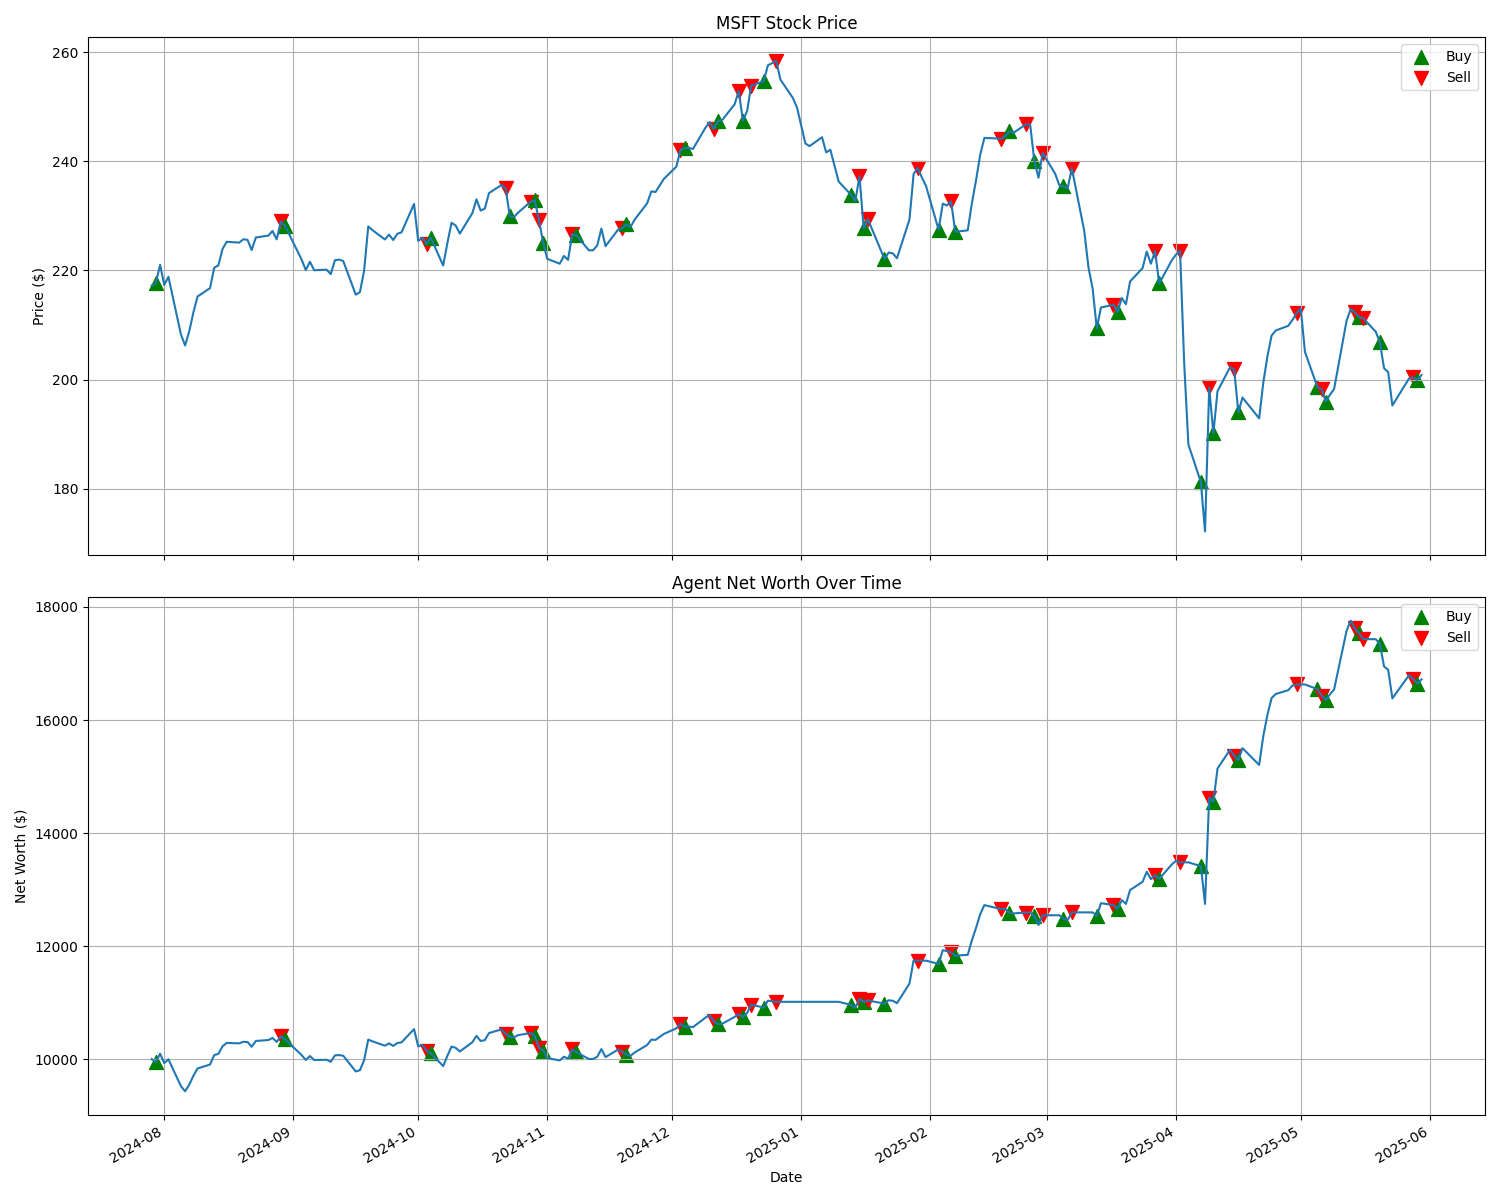 MSFT Stock Price
Buy
Sell
Price ($)
260
240
220
200
180
Agent Net Worth Over Time
Buy
Sell
Net Worth ($)
18000
16000
14000
12000
10000
2024-08
2024-09
2024-10
2024-11
2024-12
2025-01
2025-02
2025-03
2025-04
2025-05
2025-06
Date